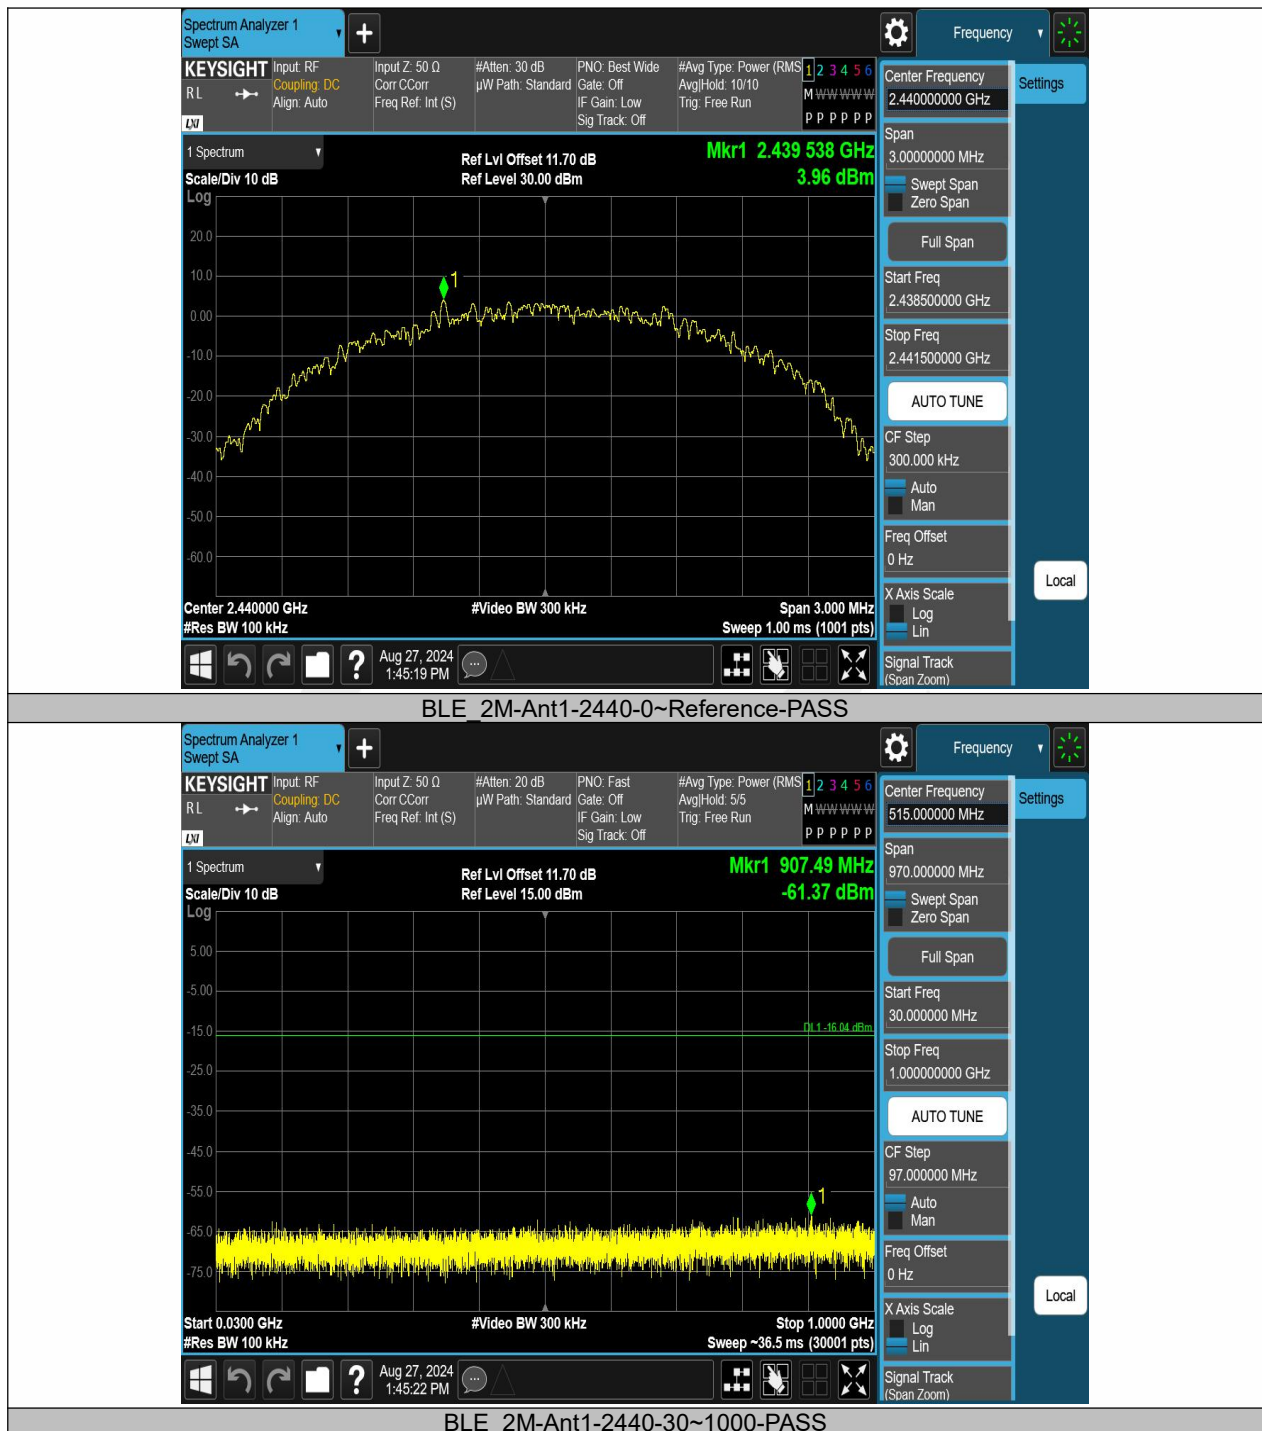 Spectrum Analyzer 1
Swept SA
Frequency
KEYSIGHT
RL
LXI
Input: RF
Coupling: DC
Align: Auto
Input Z: 50 Ω
Corr CCorr
Freq Ref: Int (S)
#Atten: 30 dB
µW Path: Standard
PNO: Best Wide
Gate: Off
IF Gain: Low
Sig Track: Off
#Avg Type: Power (RMS
Avg|Hold: 10/10
Trig: Free Run
1 2 3 4 5 6
M W W W W W
P P P P P P
1 Spectrum
Scale/Div 10 dB
Log
Ref Lvl Offset 11.70 dB
Ref Level 30.00 dBm
Mkr1 2.439 538 GHz
3.96 dBm
20.0
10.0
1
0.00
-10.0
-20.0
-30.0
-40.0
-50.0
-60.0
Center 2.440000 GHz
#Res BW 100 kHz
#Video BW 300 kHz
Span 3.000 MHz
Sweep 1.00 ms (1001 pts)
Aug 27, 2024
1:45:19 PM
Center Frequency
2.440000000 GHz
Span
3.00000000 MHz
Swept Span
Zero Span
Full Span
Start Freq
2.438500000 GHz
Stop Freq
2.441500000 GHz
AUTO TUNE
CF Step
300.000 kHz
Auto
Man
Freq Offset
0 Hz
X Axis Scale
Log
Lin
Signal Track
(Span Zoom)
Settings
Local
BLE_2M-Ant1-2440-0~Reference-PASS
Spectrum Analyzer 1
Swept SA
Frequency
KEYSIGHT
RL
LXI
Input: RF
Coupling: DC
Align: Auto
Input Z: 50 Ω
Corr CCorr
Freq Ref: Int (S)
#Atten: 20 dB
µW Path: Standard
PNO: Fast
Gate: Off
IF Gain: Low
Sig Track: Off
#Avg Type: Power (RMS
Avg|Hold: 5/5
Trig: Free Run
1 2 3 4 5 6
M W W W W W
P P P P P P
1 Spectrum
Scale/Div 10 dB
Log
Ref Lvl Offset 11.70 dB
Ref Level 15.00 dBm
Mkr1 907.49 MHz
-61.37 dBm
5.00
-5.00
-15.0
DL1 -16.04 dBm
-25.0
-35.0
-45.0
-55.0
1
-65.0
-75.0
Start 0.0300 GHz
#Res BW 100 kHz
#Video BW 300 kHz
Stop 1.0000 GHz
Sweep ~36.5 ms (30001 pts)
Aug 27, 2024
1:45:22 PM
Center Frequency
515.000000 MHz
Span
970.000000 MHz
Swept Span
Zero Span
Full Span
Start Freq
30.000000 MHz
Stop Freq
1.000000000 GHz
AUTO TUNE
CF Step
97.000000 MHz
Auto
Man
Freq Offset
0 Hz
X Axis Scale
Log
Lin
Signal Track
(Span Zoom)
Settings
Local
BLE_2M-Ant1-2440-30~1000-PASS